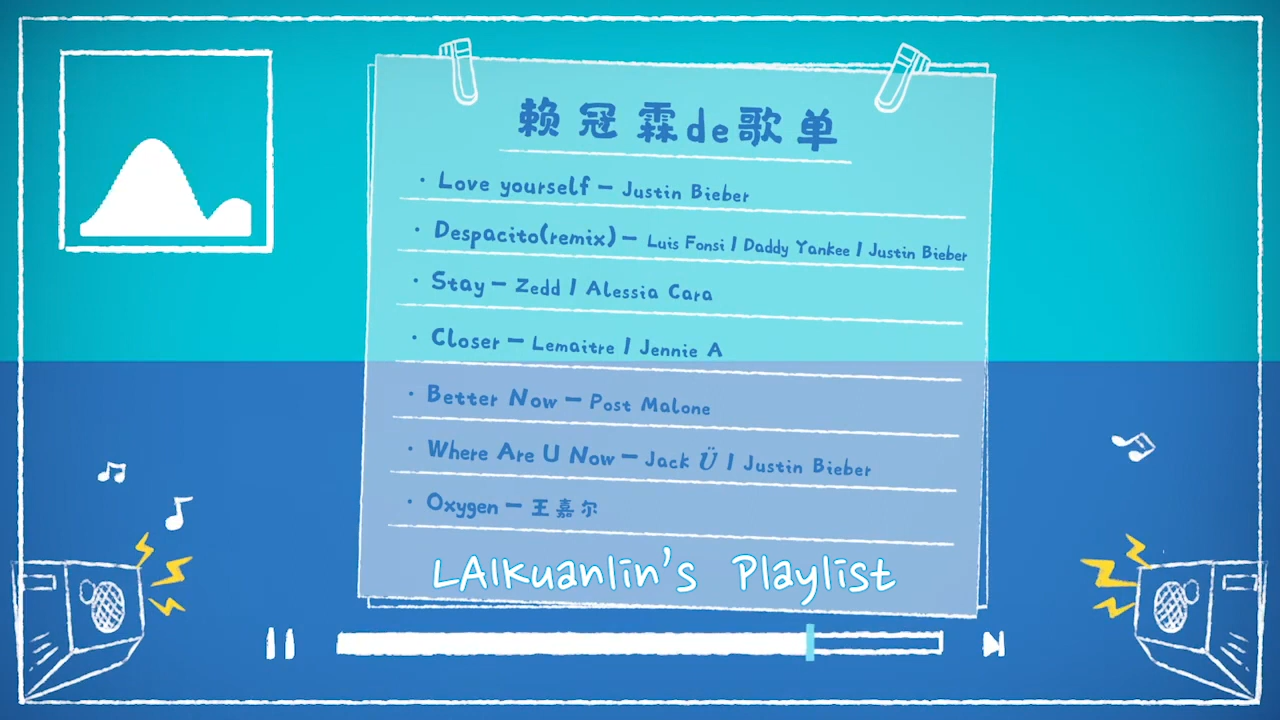 赖冠霖de歌单
· Love yourself — Justin Bieber
· Despacito(remix) — Luis Fonsi / Daddy Yankee / Justin Bieber
· Stay — Zedd / Alessia Cara
· Closer — Lemaitre / Jennie A
· Better Now — Post Malone
· Where Are U Now — Jack Ü / Justin Bieber
· Oxygen — 王嘉尔
LAIkuanlin's Playlist